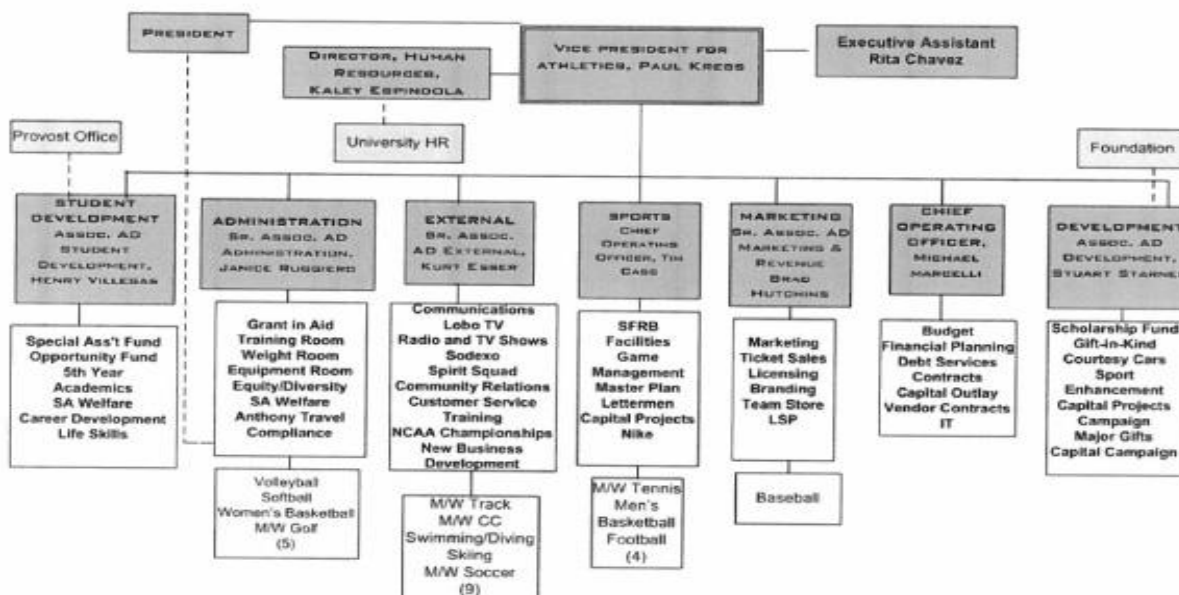 PRESIDENT
VICE PRESIDENT FOR
ATHLETICS, PAUL KREBS
Executive Assistant
Rita Chavez
DIRECTOR, HUMAN
RESOURCES,
KALEY ESPINDOLA
University HR
Provost Office
Foundation
STUDENT
DEVELOPMENT
ASSOC. AD
STUDENT
DEVELOPMENT,
HENRY VILLEGAS
Special Ass't Fund
Opportunity Fund
5th Year
Academics
SA Welfare
Career Development
Life Skills
ADMINISTRATION
SR. ASSOC. AD
ADMINISTRATION,
JANICE RUGGIERO
Grant in Aid
Training Room
Weight Room
Equipment Room
Equity/Diversity
SA Welfare
Anthony Travel
Compliance
Volleyball
Softball
Women's Basketball
M/W Golf
(5)
EXTERNAL
SR. ASSOC.
AD EXTERNAL,
KURT ESSER
Communications
Lobo TV
Radio and TV Shows
Sodexo
Spirit Squad
Community Relations
Customer Service
Training
NCAA Championships
New Business
Development
M/W Track
M/W CC
Swimming/Diving
Skiing
M/W Soccer
(9)
SPORTS
CHIEF
OPERATING
OFFICER, TIM
CASS
SFRB
Facilities
Game
Management
Master Plan
Lettermen
Capital Projects
Nike
M/W Tennis
Men's
Basketball
Football
(4)
MARKETING
SR. ASSOC. AD
MARKETING &
REVENUE
BRAD
HUTCHINS
Marketing
Ticket Sales
Licensing
Branding
Team Store
LSP
Baseball
CHIEF
OPERATING
OFFICER,
MICHAEL
MARCELLI
Budget
Financial Planning
Debt Services
Contracts
Capital Outlay
Vendor Contracts
IT
DEVELOPMENT
ASSOC. AD
DEVELOPMENT,
STUART STARNER
Scholarship Fund
Gift-in-Kind
Courtesy Cars
Sport
Enhancement
Capital Projects
Campaign
Major Gifts
Capital Campaign